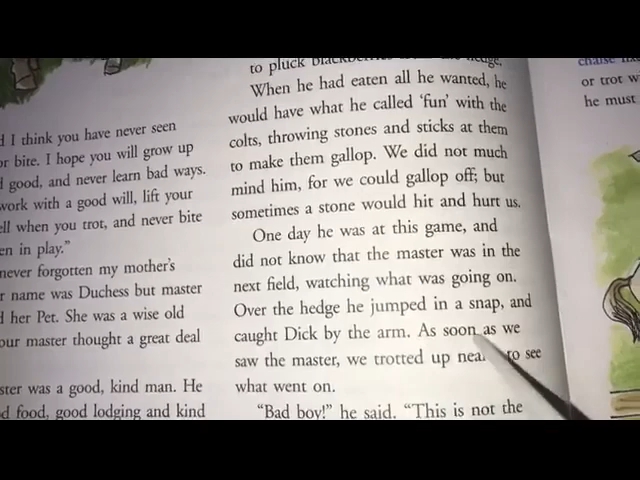 I think you have never seen
or bite. I hope you will grow up
good, and never learn bad ways.
work with a good will, lift your
when you trot, and never bite
en in play.”
never forgotten my mother’s
name was Duchess but master
her Pet. She was a wise old
our master thought a great deal
was a good, kind man. He
food, good lodging and kind
to pluck
When he had eaten all he wanted, he
would have what he called ‘fun’ with the
colts, throwing stones and sticks at them
to make them gallop. We did not much
mind him, for we could gallop off; but
sometimes a stone would hit and hurt us.
One day he was at this game, and
did not know that the master was in the
next field, watching what was going on.
Over the hedge he jumped in a snap, and
caught Dick by the arm. As soon as we
saw the master, we trotted up near to see
what went on.
“Bad boy!” he said. “This is not the
chaise
or trot w
he must